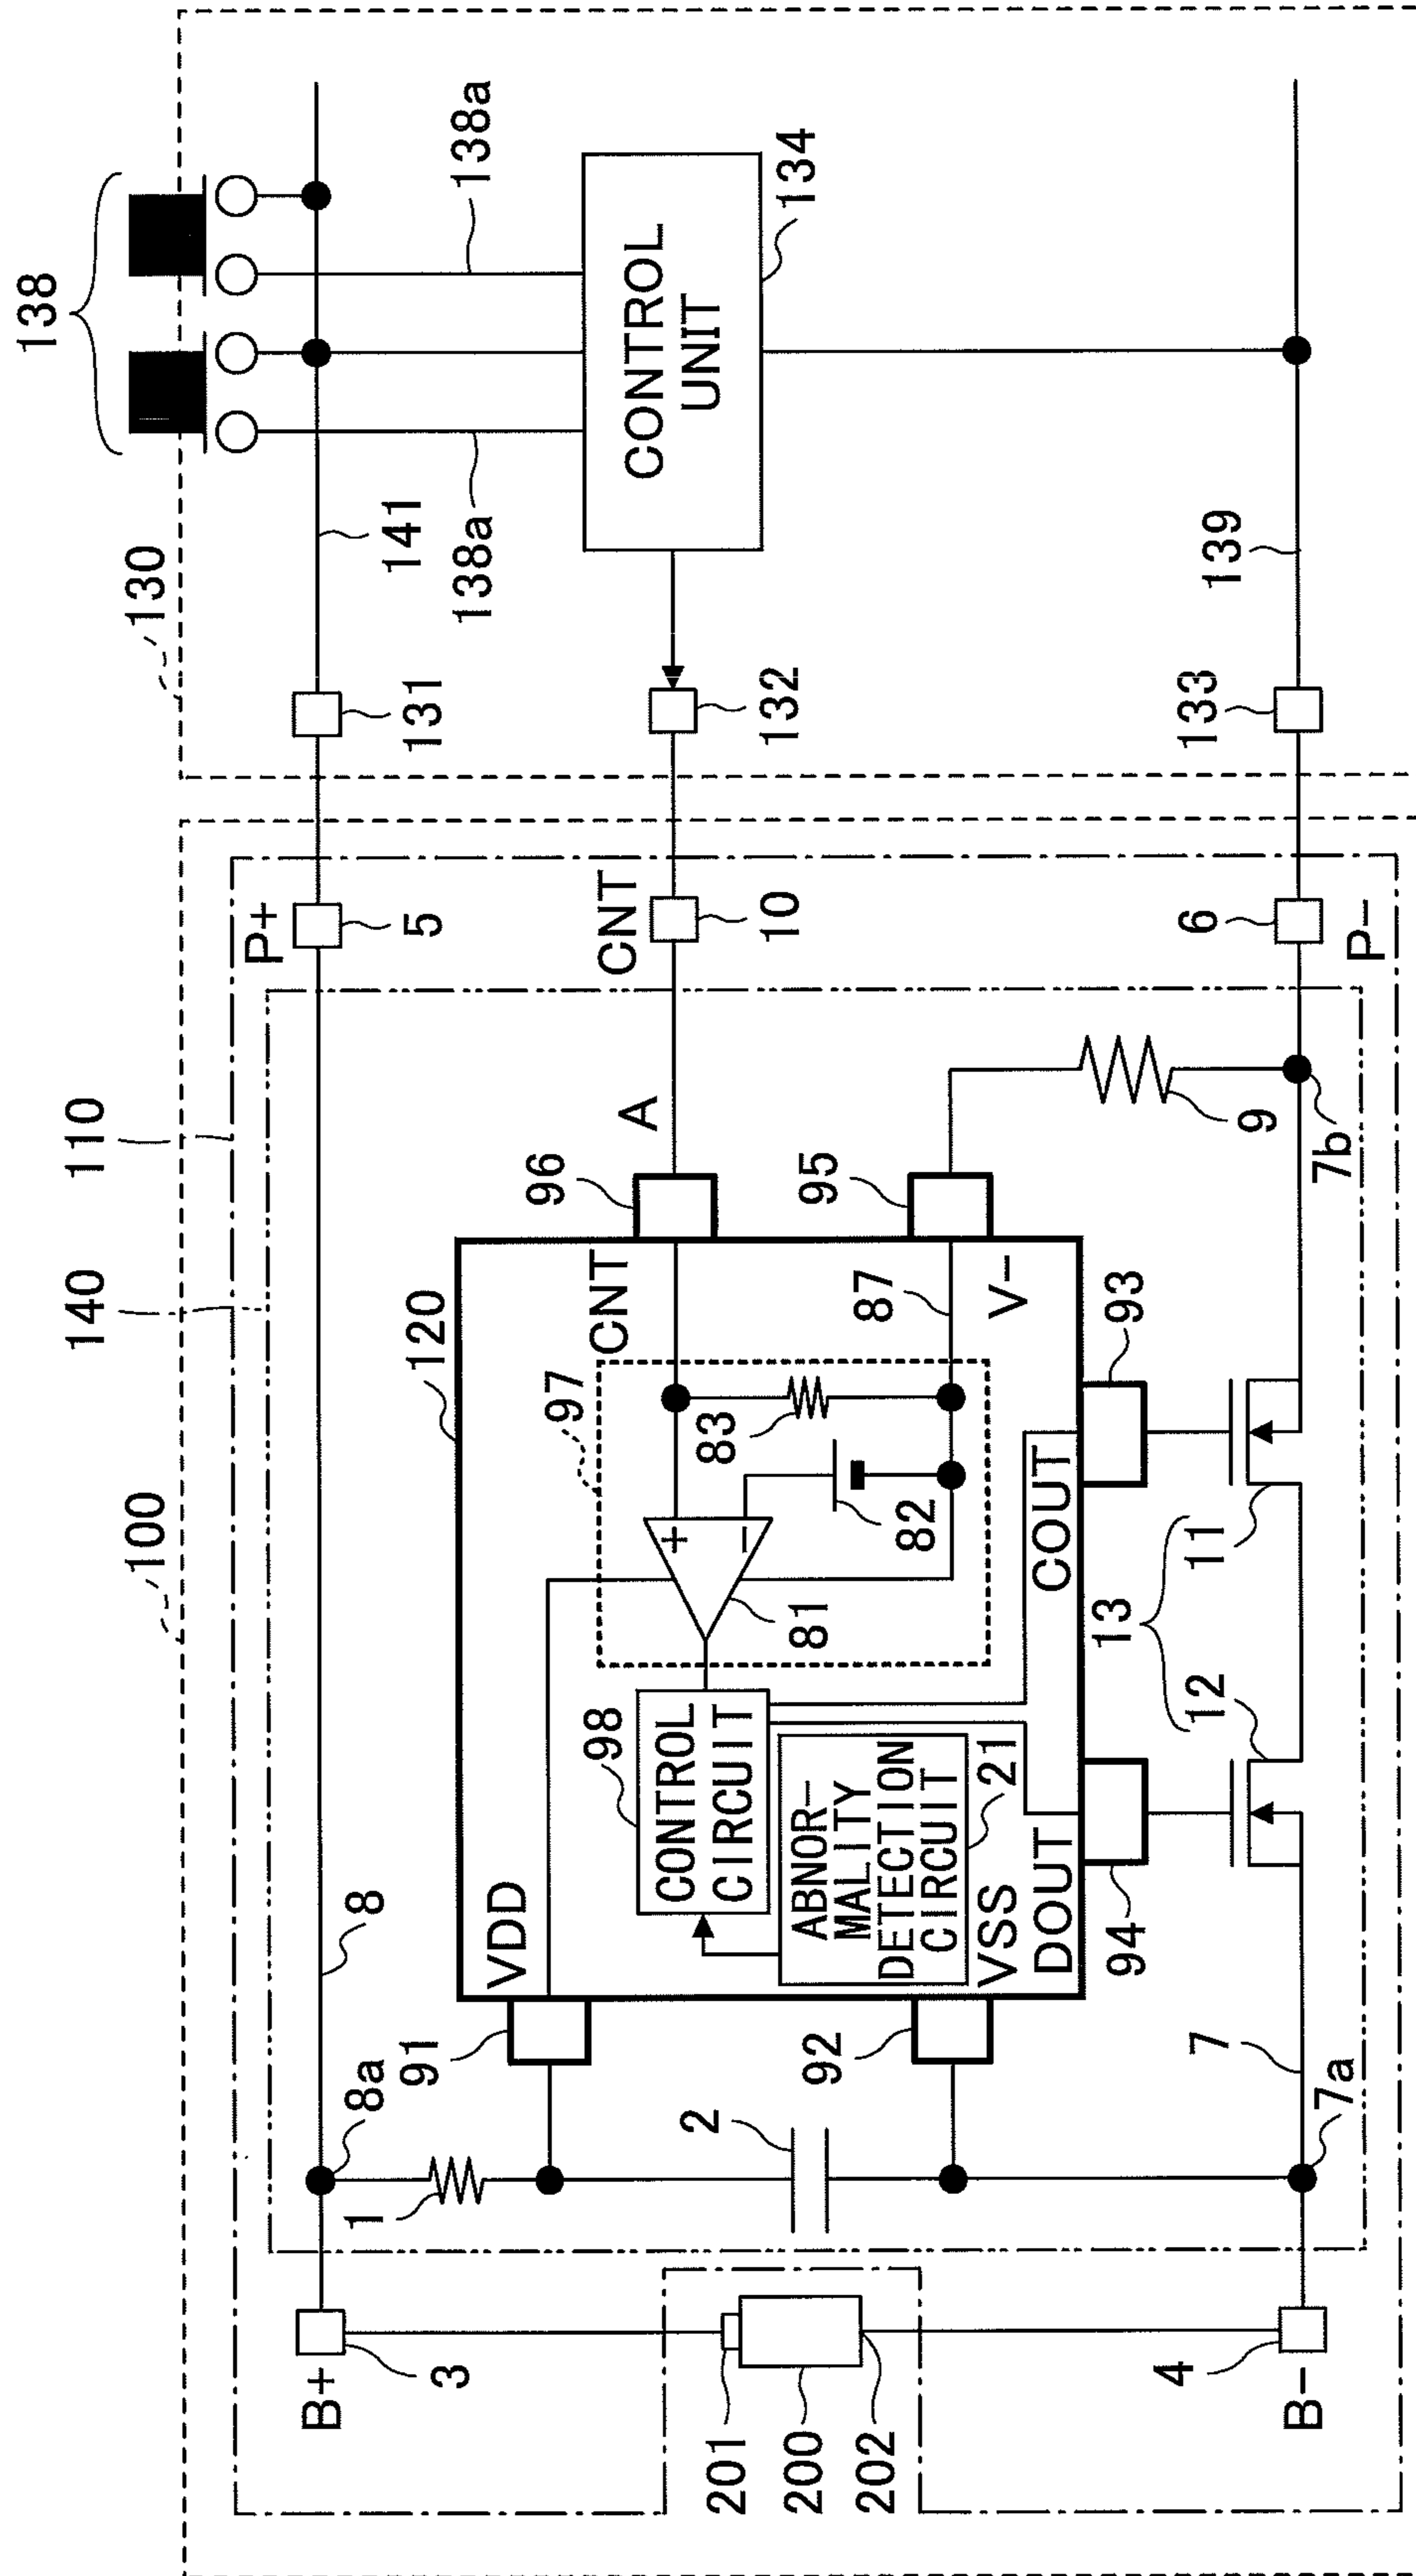 100
110
140
130
138
B+
3
8a
8
P+
5
131
141
138a
138a
1
91
VDD
120
CNT
96
A
CNT
10
132
CONTROL
UNIT
134
201
200
202
2
98
CONTROL
CIRCUIT
97
81
82
83
87
95
V-
ABNOR-
MALITY
DETECTION
CIRCUIT
21
92
VSS
DOUT
COUT
94
93
9
B-
4
7a
7
12
13
11
7b
6
P-
133
139